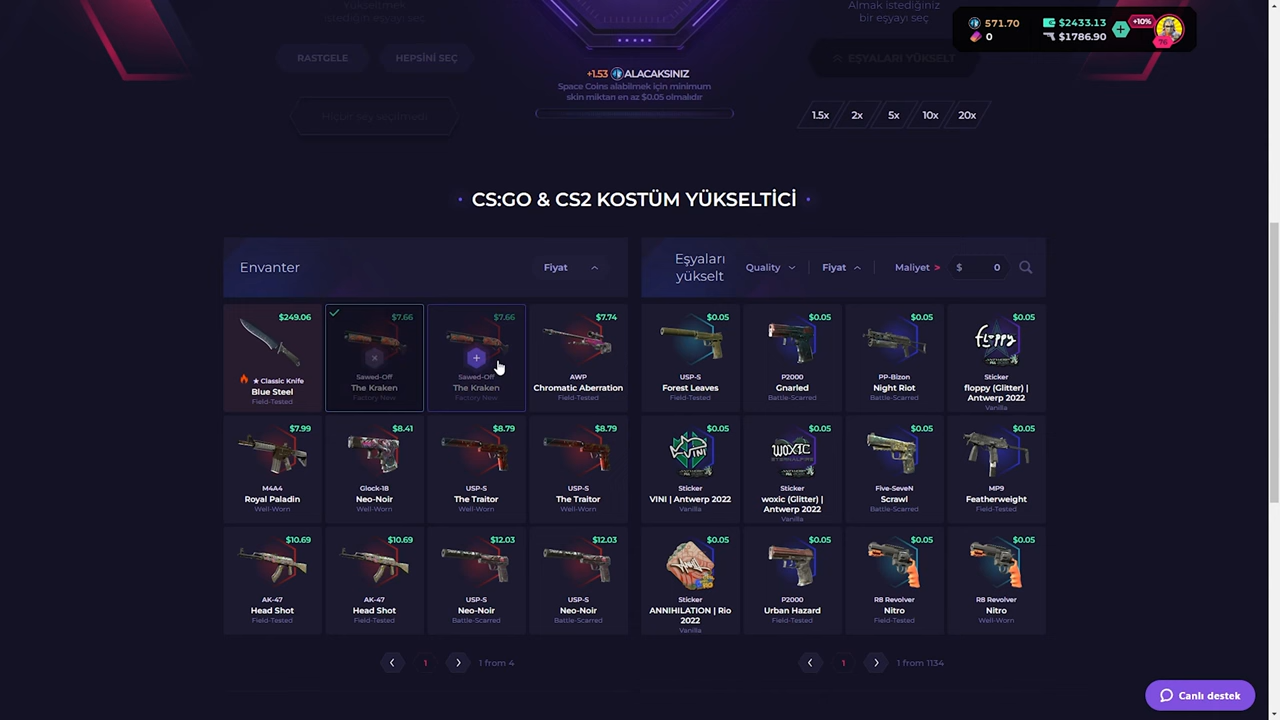 Yükseltmek
istediğiniz eşyayı seç
Almak istediğiniz
bir eşyayı seç
571.70
$2433.13
+10%
0
$1786.90
76
RASTGELE
HEPSİNİ SEÇ
EŞYALARI YÜKSELT
+1.53 ALACAKSINIZ
Space Coins alabilmek için minimum
skin miktarı en az $0.05 olmalıdır
Hiçbir şey seçilmedi
1.5x
2x
5x
10x
20x
CS:GO & CS2 KOSTÜM YÜKSELTİCİ
Envanter
Fiyat
Eşyaları
yükselt
Quality
Fiyat
Maliyet >
$
0
$249.06
★ Classic Knife
Blue Steel
Field-Tested
$7.66
Sawed-Off
The Kraken
Factory New
$7.66
Sawed-Off
The Kraken
Factory New
$7.74
AWP
Chromatic Aberration
Field-Tested
$0.05
USP-S
Forest Leaves
Field-Tested
$0.05
P2000
Gnarled
Battle-Scarred
$0.05
PP-Bizon
Night Riot
Battle-Scarred
$0.05
floppy
Sticker
floppy (Glitter) |
Antwerp 2022
Vanilla
$7.99
M4A4
Royal Paladin
Well-Worn
$8.41
Glock-18
Neo-Noir
Well-Worn
$8.79
USP-S
The Traitor
Well-Worn
$8.79
USP-S
The Traitor
Well-Worn
$0.05
VINI
Sticker
VINI | Antwerp 2022
Vanilla
$0.05
WOXIC
Sticker
woxic (Glitter) |
Antwerp 2022
Vanilla
$0.05
Five-SeveN
Scrawl
Battle-Scarred
$0.05
MP9
Featherweight
Field-Tested
$10.69
AK-47
Head Shot
Field-Tested
$10.69
AK-47
Head Shot
Field-Tested
$12.03
USP-S
Neo-Noir
Battle-Scarred
$12.03
USP-S
Neo-Noir
Battle-Scarred
$0.05
Sticker
ANNIHILATION | Rio
2022
Vanilla
$0.05
P2000
Urban Hazard
Field-Tested
$0.05
R8 Revolver
Nitro
Field-Tested
$0.05
R8 Revolver
Nitro
Well-Worn
1
1 from 4
1
1 from 1134
Canlı destek